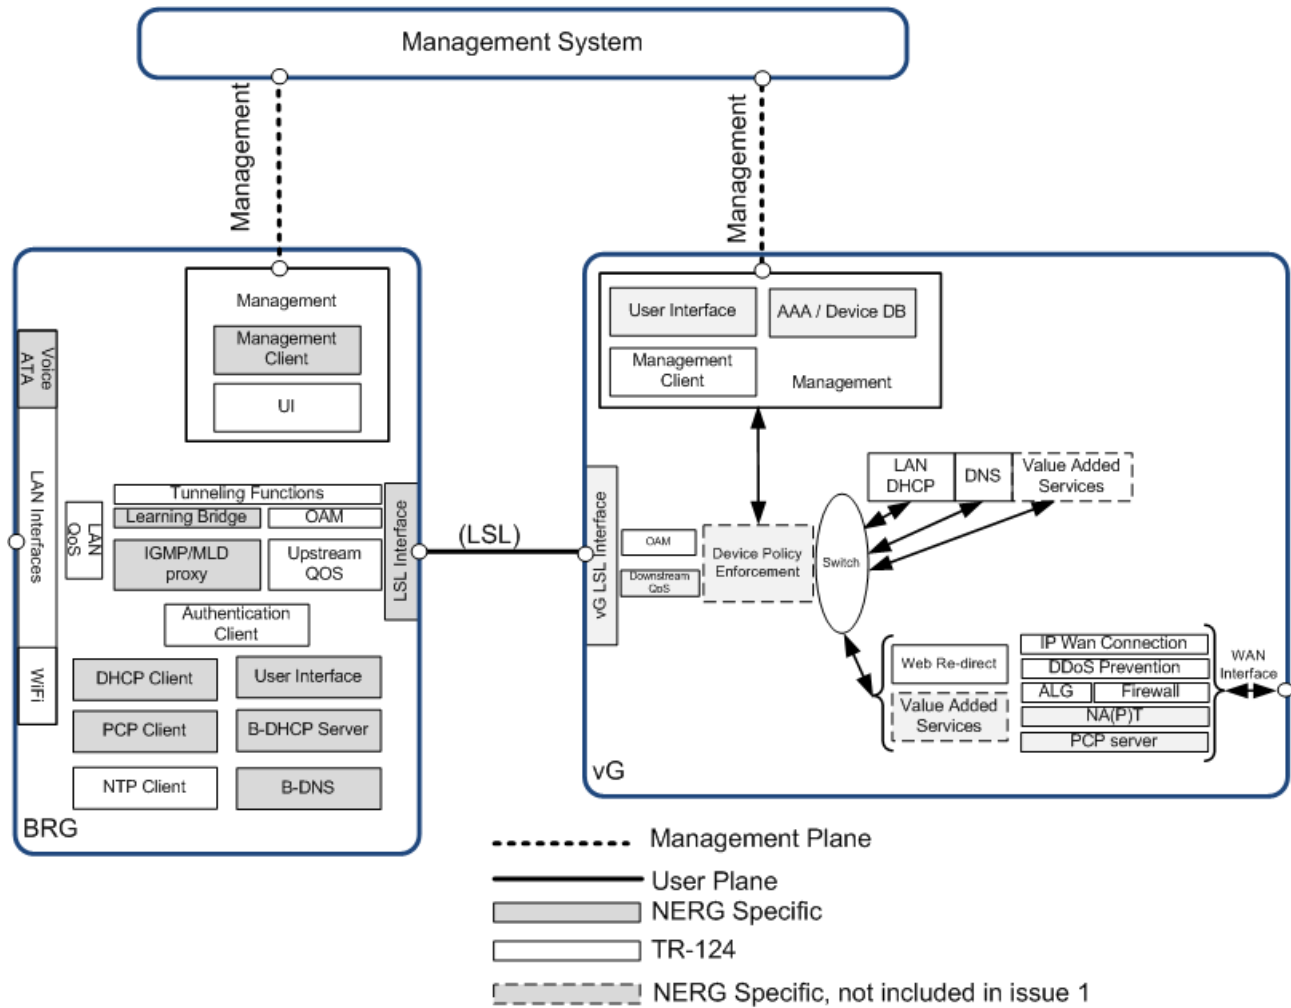 Management System
Management
Management
Management
Management
Client
UI
Voice
ATA
LAN Interfaces
WiFi
LAN
QoS
Tunneling Functions
Learning Bridge
OAM
IGMP/MLD
proxy
Upstream
QOS
LSL Interface
Authentication
Client
DHCP Client
User Interface
PCP Client
B-DHCP Server
NTP Client
B-DNS
BRG
(LSL)
User Interface
AAA / Device DB
Management
Client
Management
vG LSL Interface
OAM
Downstream
QoS
Device Policy
Enforcement
Switch
LAN
DHCP
DNS
Value Added
Services
Web Re-direct
Value Added
Services
IP Wan Connection
DDoS Prevention
ALG
Firewall
NA(P)T
PCP server
WAN
Interface
vG
Management Plane
User Plane
NERG Specific
TR-124
NERG Specific, not included in issue 1